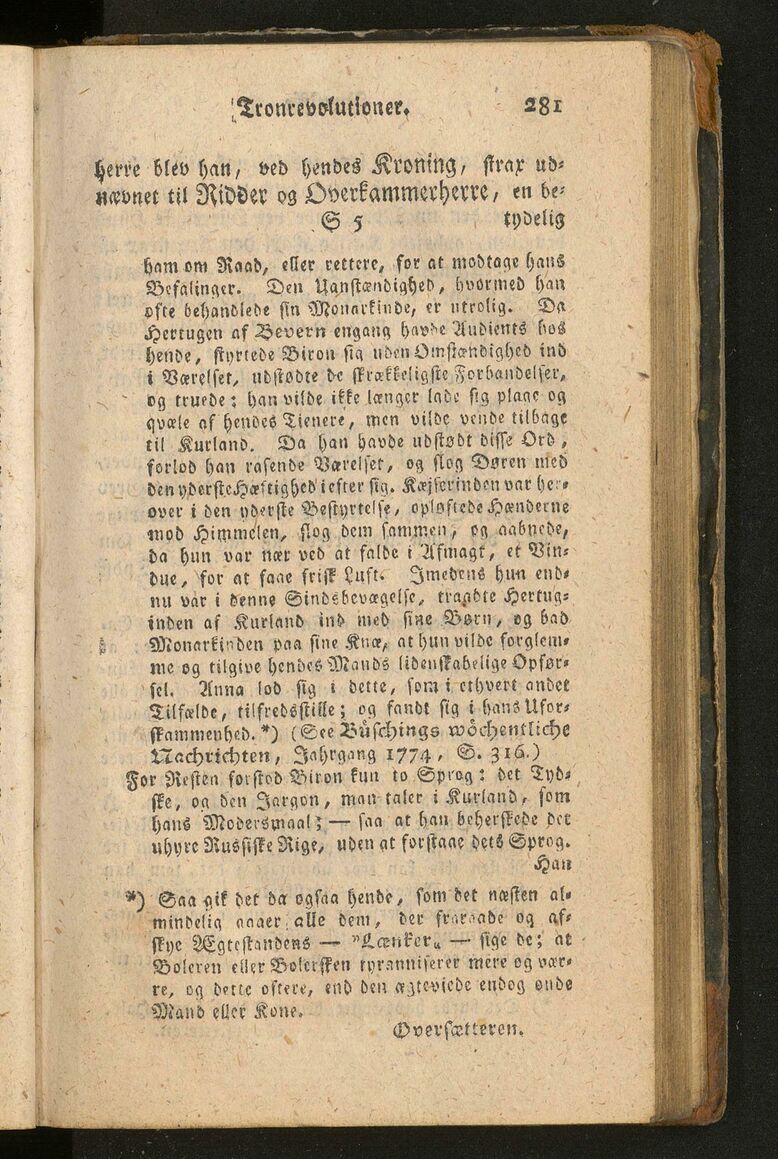 Tronrevolutioner. 281
herre blev han, ved hendes Kroning, strax ud-
nævnet til Ridder og Overkammerherre, en be-
S 5 tydelig
ham om Raad, eller rettere, for at modtage hans
Befalinger. Den Uanstændighed, hvormed han
ofte behandlede sin Monarkinde, er utrolig. Da
Hertugen af Bevern engang havde Audients hos
hende, styrtede Biron sig uden Omstændighed ind
i Værelset, udstødte de skrækkeligste Forbandelser,
og truede: han vilde ikke længer lade sig plage og
qvæle af hendes Tienere, men vilde vende tilbage
til Kurland. Da han havde udstødt disse Ord,
forlod han rasende Værelset, og slog Døren med
den yderste Hæftighed i efter sig. Kæjserinden var her-
over i den yderste Bestyrtelse, opløftede Hænderne
mod Himmelen, slog dem sammen, og aabnede,
da hun var nær ved at falde i Afmagt, et Vin-
due, for at faae frisk Luft. Imedens hun end-
nu var i denne Sindsbevægelse, traadte Hertug-
inden af Kurland ind med sine Børn, og bad
Monarkinden paa sine Knæ, at hun vilde forglem-
me og tilgive hendes Mands lidenskabelige Opfør-
sel. Anna lod sig i dette, som i ethvert andet
Tilfælde, tilfredsstille; og fandt sig i hans Ufor-
skammenhed. *) (See Büschings wöchentliche
Nachrichten, Jahrgang 1774, S. 316.)
For Resten forstod Biron kun to Sprog: det Tyd-
ske, og den Jargon, man taler i Kurland, som
hans Modersmaal; — saa at han beherskede det
uhyre Russiske Rige, uden at forstaae dets Sprog.
Han
*) Saa gik det da ogsaa hende, som det næsten al-
mindelig gaaer alle dem, der fraraade og af-
skye Ægtestandens — "Lænker„ — sige de; at
Boleren eller Bolersken tyranniserer mere og vær-
re, og dette oftere, end den ægteviede endog onde
Mand eller Kone.
Oversætteren.